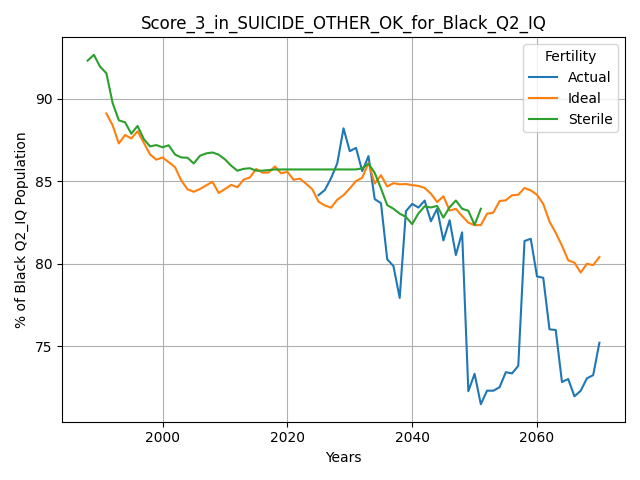 Score_3_in_SUICIDE_OTHER_OK_for_Black_Q2_IQ
Fertility
Actual
Ideal
Sterile
% of Black Q2_IQ Population
90
85
80
75
2000
2020
2040
2060
Years